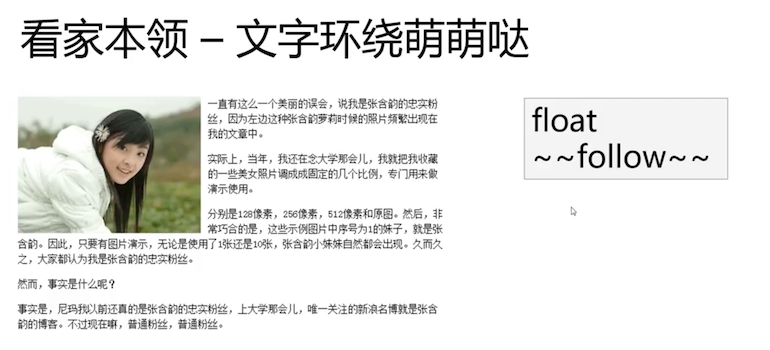 看家本领 – 文字环绕萌萌哒
一直有这么一个美丽的误会，说我是张含韵的忠实粉
丝，因为左边这种张含韵萝莉时候的照片频繁出现在
我的文章中。
实际上，当年，我还在念大学那会儿，我就把我收藏
的一些美女照片调成成固定的几个比例，专门用来做
演示使用。
分别是128像素，256像素，512像素和原图。然后，非
常巧合的是，这些示例图片中序号为1的妹子，就是张
含韵。因此，只要有图片演示，无论是使用了1张还是10张，张含韵小妹妹自然都会出现。久而久
之，大家都认为我是张含韵的忠实粉丝。
然而，事实是什么呢？
事实是，尼玛我以前还真的是张含韵的忠实粉丝，上大学那会儿，唯一关注的新浪名博就是张含
韵的博客。不过现在嘛，普通粉丝，普通粉丝。
float
~~follow~~